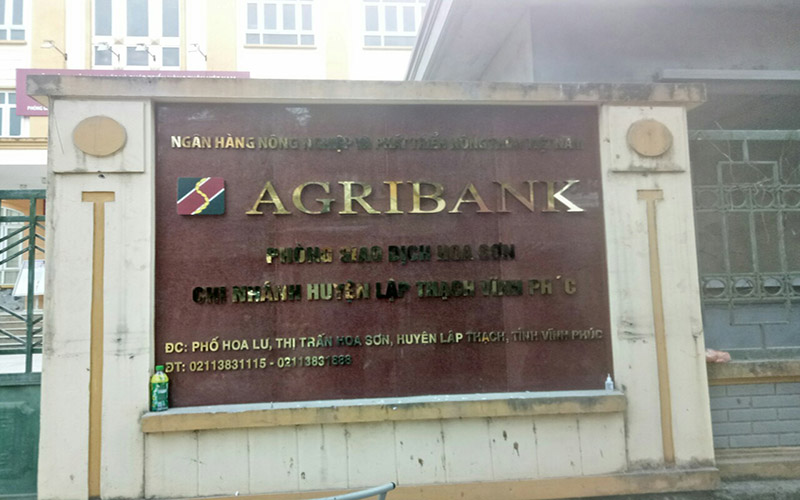 NGÂN HÀNG NÔNG NGHIỆP VÀ PHÁT TRIỂN NÔNG THÔN VIỆT NAM
AGRIBANK
PHÒNG GIAO DỊCH HOA SƠN
CHI NHÁNH HUYỆN LẬP THẠCH VĨNH PHÚC
ĐC: PHỐ HOA LƯ, THỊ TRẤN HOA SƠN, HUYỆN LẬP THẠCH, TỈNH VĨNH PHÚC
ĐT: 02113831115 - 02113831688